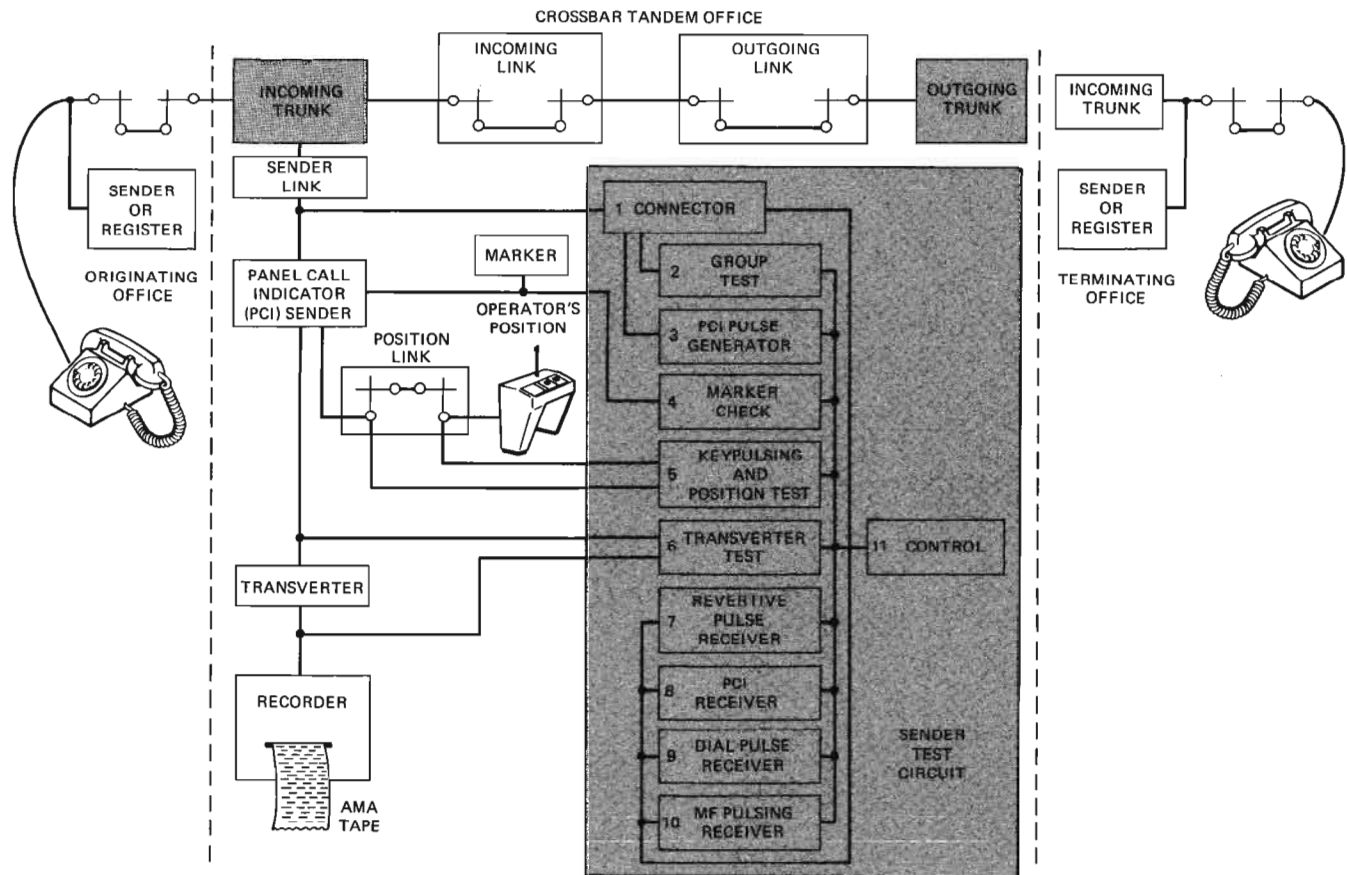 CROSSBAR TANDEM OFFICE
INCOMING
LINK
OUTGOING
LINK
INCOMING
TRUNK
OUTGOING
TRUNK
INCOMING
TRUNK
SENDER
LINK
SENDER
OR
REGISTER
SENDER
OR
REGISTER
1 CONNECTOR
MARKER
2 GROUP
TEST
ORIGINATING
OFFICE
PANEL CALL
INDICATOR
(PCI) SENDER
TERMINATING
OFFICE
OPERATOR'S
POSITION
3 PCI PULSE
GENERATOR
POSITION
LINK
4 MARKER
CHECK
5 KEYPULSING
AND
POSITION TEST
6 TRANSVERTER
TEST
11 CONTROL
TRANSVERTER
7 REVERTIVE
PULSE
RECEIVER
8 PCI
RECEIVER
RECORDER
9 DIAL PULSE
RECEIVER
SENDER
TEST
CIRCUIT
10 MF PULSING
RECEIVER
AMA
TAPE